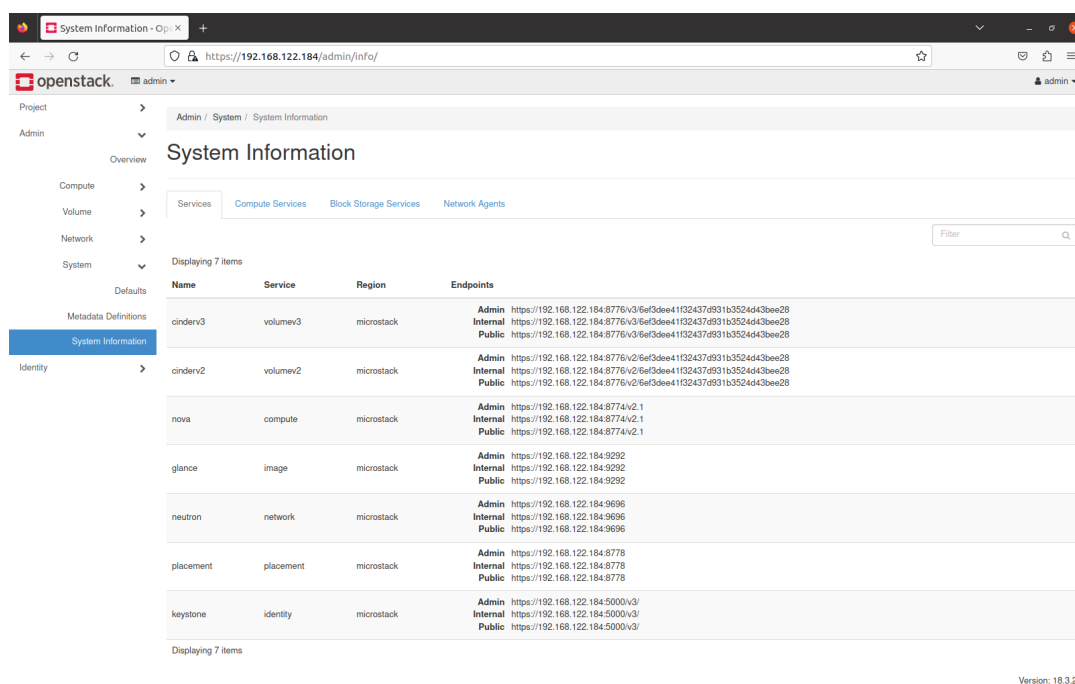 System Information - Op
https://192.168.122.184/admin/info/
openstack. admin
admin
Project
Admin
Overview
Compute
Volume
Network
System
Defaults
Metadata Definitions
System Information
Identity
Admin / System / System Information
System Information
Services Compute Services Block Storage Services Network Agents
Filter
Displaying 7 items
Name Service Region Endpoints
Admin https://192.168.122.184:8776/v3/6ef3dee41f32437d931b3524d43bee28
cinderv3 volumev3 microstack Internal https://192.168.122.184:8776/v3/6ef3dee41f32437d931b3524d43bee28
Public https://192.168.122.184:8776/v3/6ef3dee41f32437d931b3524d43bee28
Admin https://192.168.122.184:8776/v2/6ef3dee41f32437d931b3524d43bee28
cinderv2 volumev2 microstack Internal https://192.168.122.184:8776/v2/6ef3dee41f32437d931b3524d43bee28
Public https://192.168.122.184:8776/v2/6ef3dee41f32437d931b3524d43bee28
Admin https://192.168.122.184:8774/v2.1
nova compute microstack Internal https://192.168.122.184:8774/v2.1
Public https://192.168.122.184:8774/v2.1
Admin https://192.168.122.184:9292
glance image microstack Internal https://192.168.122.184:9292
Public https://192.168.122.184:9292
Admin https://192.168.122.184:9696
neutron network microstack Internal https://192.168.122.184:9696
Public https://192.168.122.184:9696
Admin https://192.168.122.184:8778
placement placement microstack Internal https://192.168.122.184:8778
Public https://192.168.122.184:8778
Admin https://192.168.122.184:5000/v3/
keystone identity microstack Internal https://192.168.122.184:5000/v3/
Public https://192.168.122.184:5000/v3/
Displaying 7 items
Version: 18.3.2